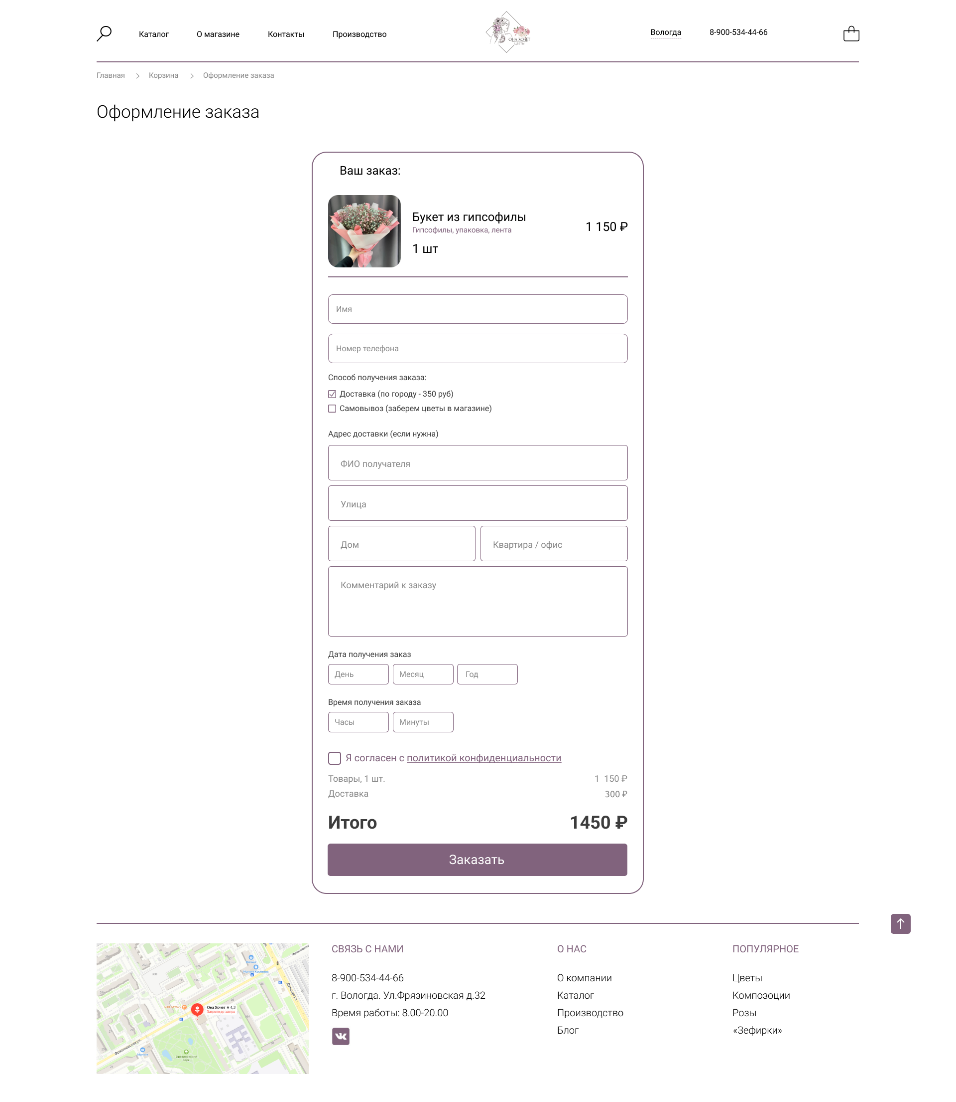 Каталог
О магазине
Контакты
Производство
Вологда
8-900-534-44-66
Главная
Корзина
Оформление заказа
Оформление заказа
Ваш заказ:
Букет из гипсофилы
Гипсофилы, упаковка, лента
1 шт
1 150 ₽
Имя
Номер телефона
Способ получения заказа:
Доставка (по городу - 350 руб)
Самовывоз (заберем цветы в магазине)
Адрес доставки (если нужна)
ФИО получателя
Улица
Дом
Квартира / офис
Комментарий к заказу
Дата получения заказ
День
Месяц
Год
Время получения заказа
Часы
Минуты
Я согласен с политикой конфиденциальности
Товары, 1 шт.
1 150 ₽
Доставка
300 ₽
Итого
1450 ₽
Заказать
СВЯЗЬ С НАМИ
8-900-534-44-66
г. Вологда. Ул.Фрязиновская д.32
Время работы: 8.00-20.00
О НАС
О компании
Каталог
Производство
Блог
ПОПУЛЯРНОЕ
Цветы
Композоции
Розы
«Зефирки»